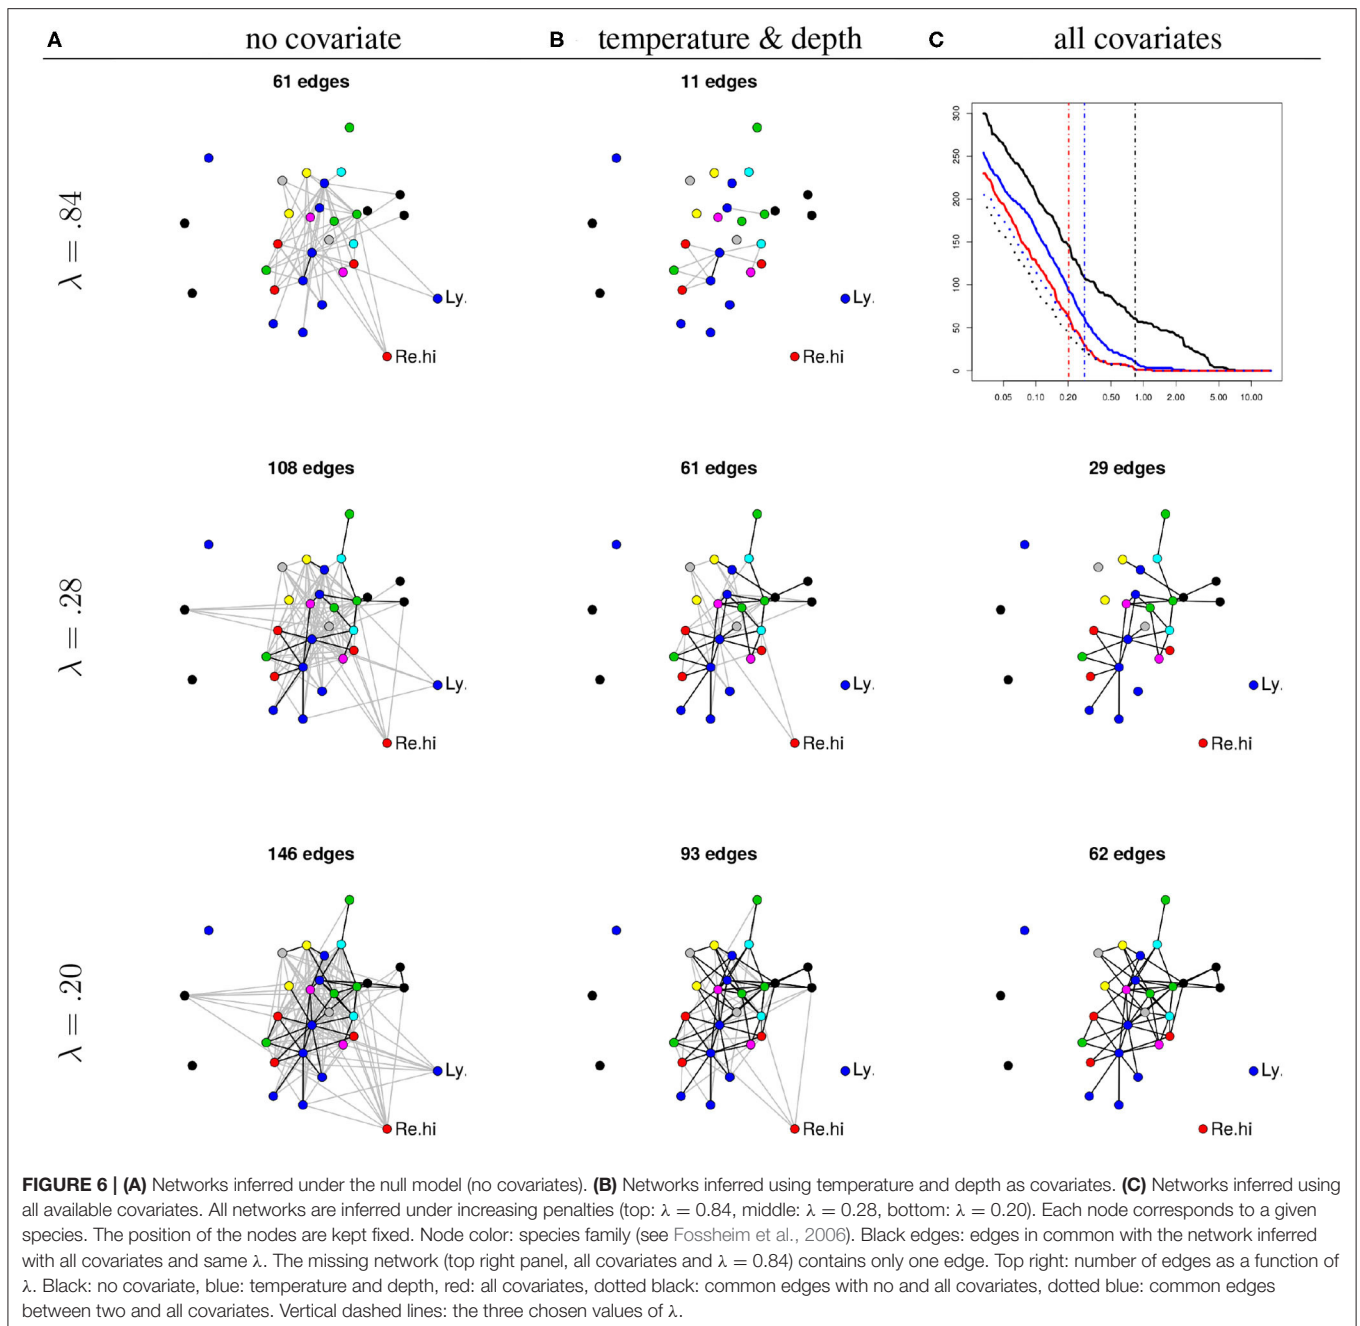 A no covariate B temperature & depth C all covariates
61 edges 11 edges
λ = .84
Ly. Ly.
Re.hi Re.hi
300
250
200
150
100
50
0
0.05 0.10 0.20 0.50 1.00 2.00 5.00 10.00
108 edges 61 edges 29 edges
λ = .28
Ly. Ly. Ly.
Re.hi Re.hi Re.hi
146 edges 93 edges 62 edges
λ = .20
Ly. Ly. Ly.
Re.hi Re.hi Re.hi
FIGURE 6 | (A) Networks inferred under the null model (no covariates). (B) Networks inferred using temperature and depth as covariates. (C) Networks inferred using
all available covariates. All networks are inferred under increasing penalties (top: λ = 0.84, middle: λ = 0.28, bottom: λ = 0.20). Each node corresponds to a given
species. The position of the nodes are kept fixed. Node color: species family (see Fossheim et al., 2006). Black edges: edges in common with the network inferred
with all covariates and same λ. The missing network (top right panel, all covariates and λ = 0.84) contains only one edge. Top right: number of edges as a function of
λ. Black: no covariate, blue: temperature and depth, red: all covariates, dotted black: common edges with no and all covariates, dotted blue: common edges
between two and all covariates. Vertical dashed lines: the three chosen values of λ.